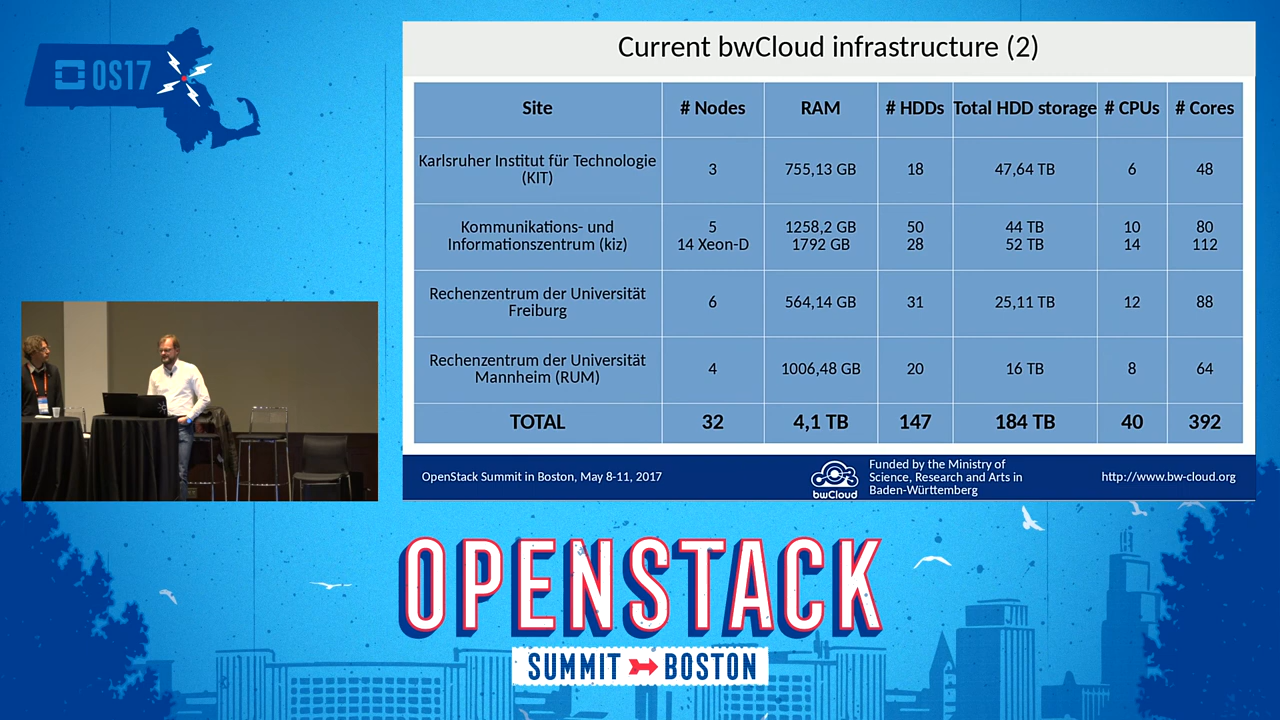 OS17
Current bwCloud infrastructure (2)
Site # Nodes RAM # HDDs Total HDD storage # CPUs # Cores
Karlsruher Institut für Technologie
(KIT)
3 755,13 GB 18 47,64 TB 6 48
Kommunikations- und
Informationszentrum (kiz)
5 1258,2 GB 50 44 TB 10 80
14 Xeon-D 1792 GB 28 52 TB 14 112
Rechenzentrum der Universität
Freiburg
6 564,14 GB 31 25,11 TB 12 88
Rechenzentrum der Universität
Mannheim (RUM)
4 1006,48 GB 20 16 TB 8 64
TOTAL 32 4,1 TB 147 184 TB 40 392
OpenStack Summit in Boston, May 8-11, 2017
bwCloud
Funded by the Ministry of
Science, Research and Arts in
Baden-Württemberg
http://www.bw-cloud.org
OPENSTACK
SUMMIT BOSTON